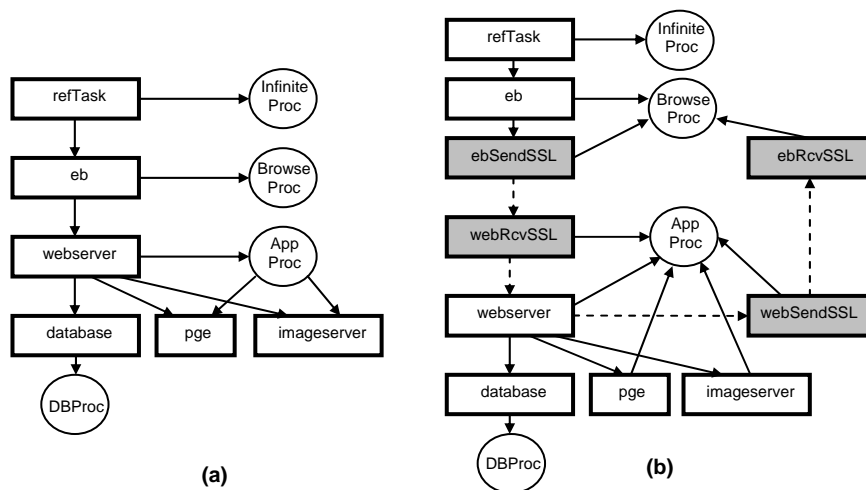 refTask
Infinite
Proc
eb
Browse
Proc
webserver
App
Proc
database
pge
imageserver
DBProc
(a)
refTask
Infinite
Proc
eb
Browse
Proc
ebSendSSL
ebRcvSSL
webRcvSSL
App
Proc
webserver
webSendSSL
database
pge
imageserver
DBProc
(b)